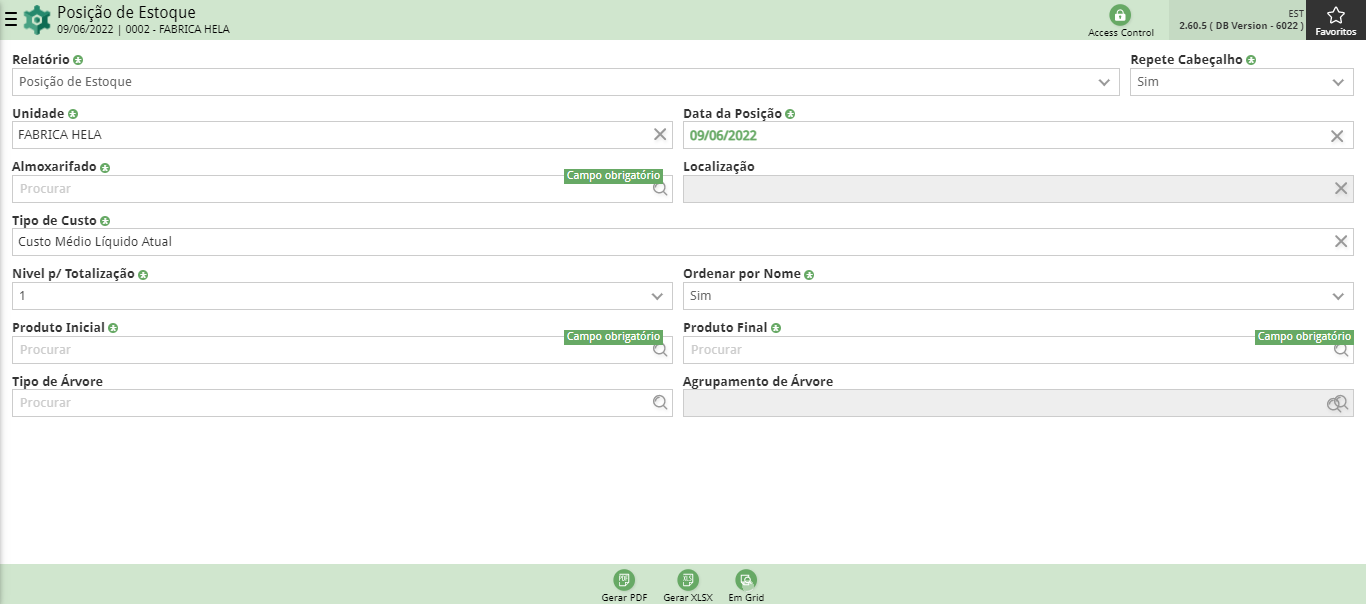 Posição de Estoque
09/06/2022 | 0002 - FABRICA HELA
Access Control
EST
2.60.5 ( DB Version - 6022 )
Favoritos
Relatório
Repete Cabeçalho
Posição de Estoque
Sim
Unidade
Data da Posição
FABRICA HELA
09/06/2022
Almoxarifado
Localização
Campo obrigatório
Procurar
Tipo de Custo
Custo Médio Líquido Atual
Nivel p/ Totalização
Ordenar por Nome
1
Sim
Produto Inicial
Produto Final
Campo obrigatório
Campo obrigatório
Procurar
Procurar
Tipo de Árvore
Agrupamento de Árvore
Procurar
PDF
XLS
Gerar PDF
Gerar XLSX
Em Grid